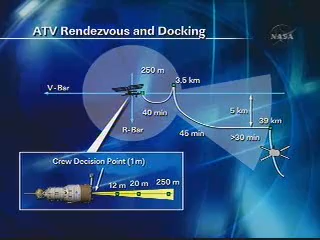 ATV Rendezvous and Docking
NASA
250 m
3.5 km
V-Bar
40 min
5 km
39 km
R-Bar
45 min
>30 min
Crew Decision Point (1m)
12 m 20 m 250 m